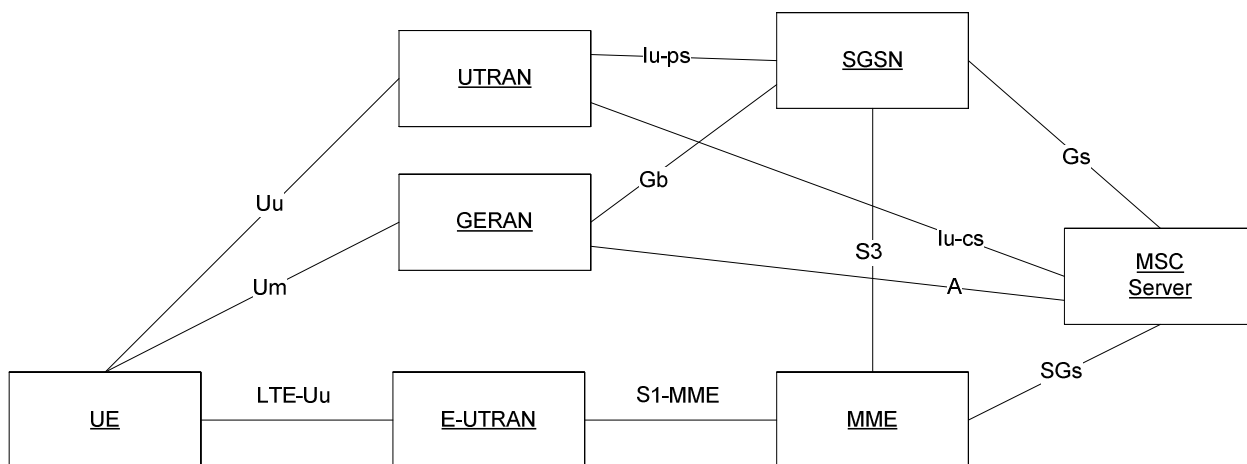 UTRAN
Iu-ps
SGSN
Gs
Uu
Gb
GERAN
Iu-cs
S3
Um
A
MSC
Server
SGs
UE
LTE-Uu
E-UTRAN
S1-MME
MME